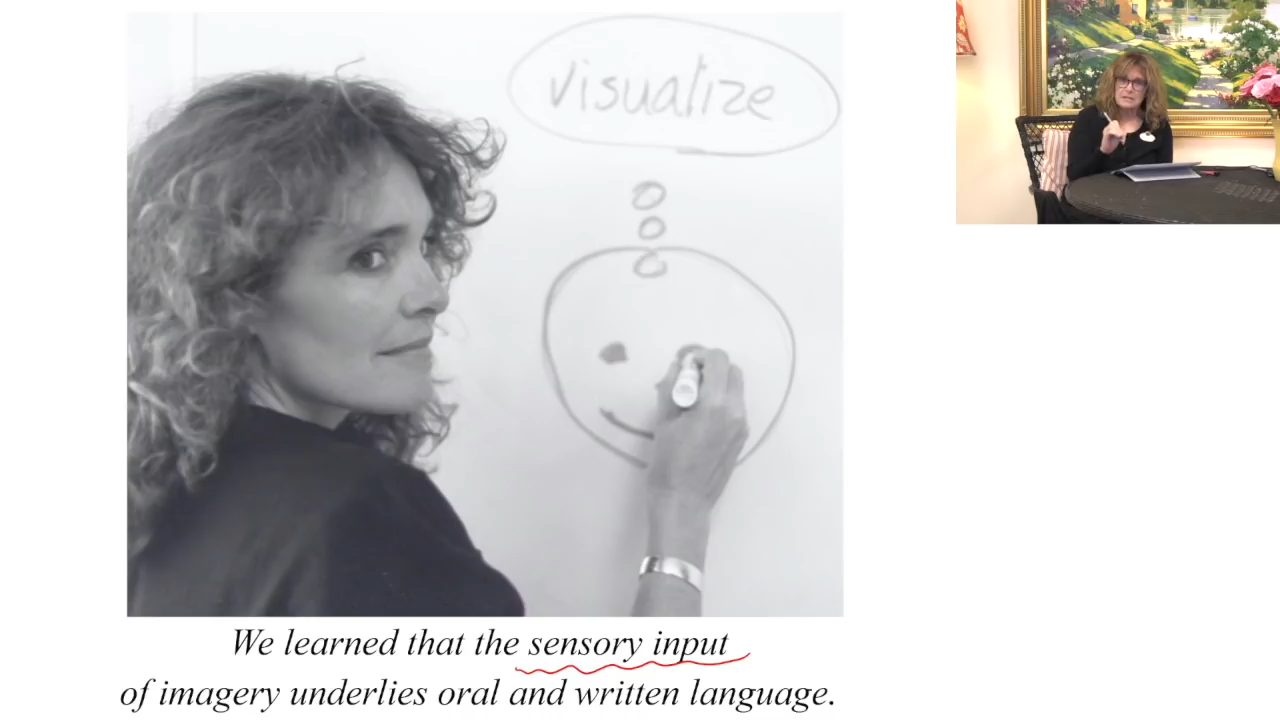 visualize
We learned that the sensory input
of imagery underlies oral and written language.